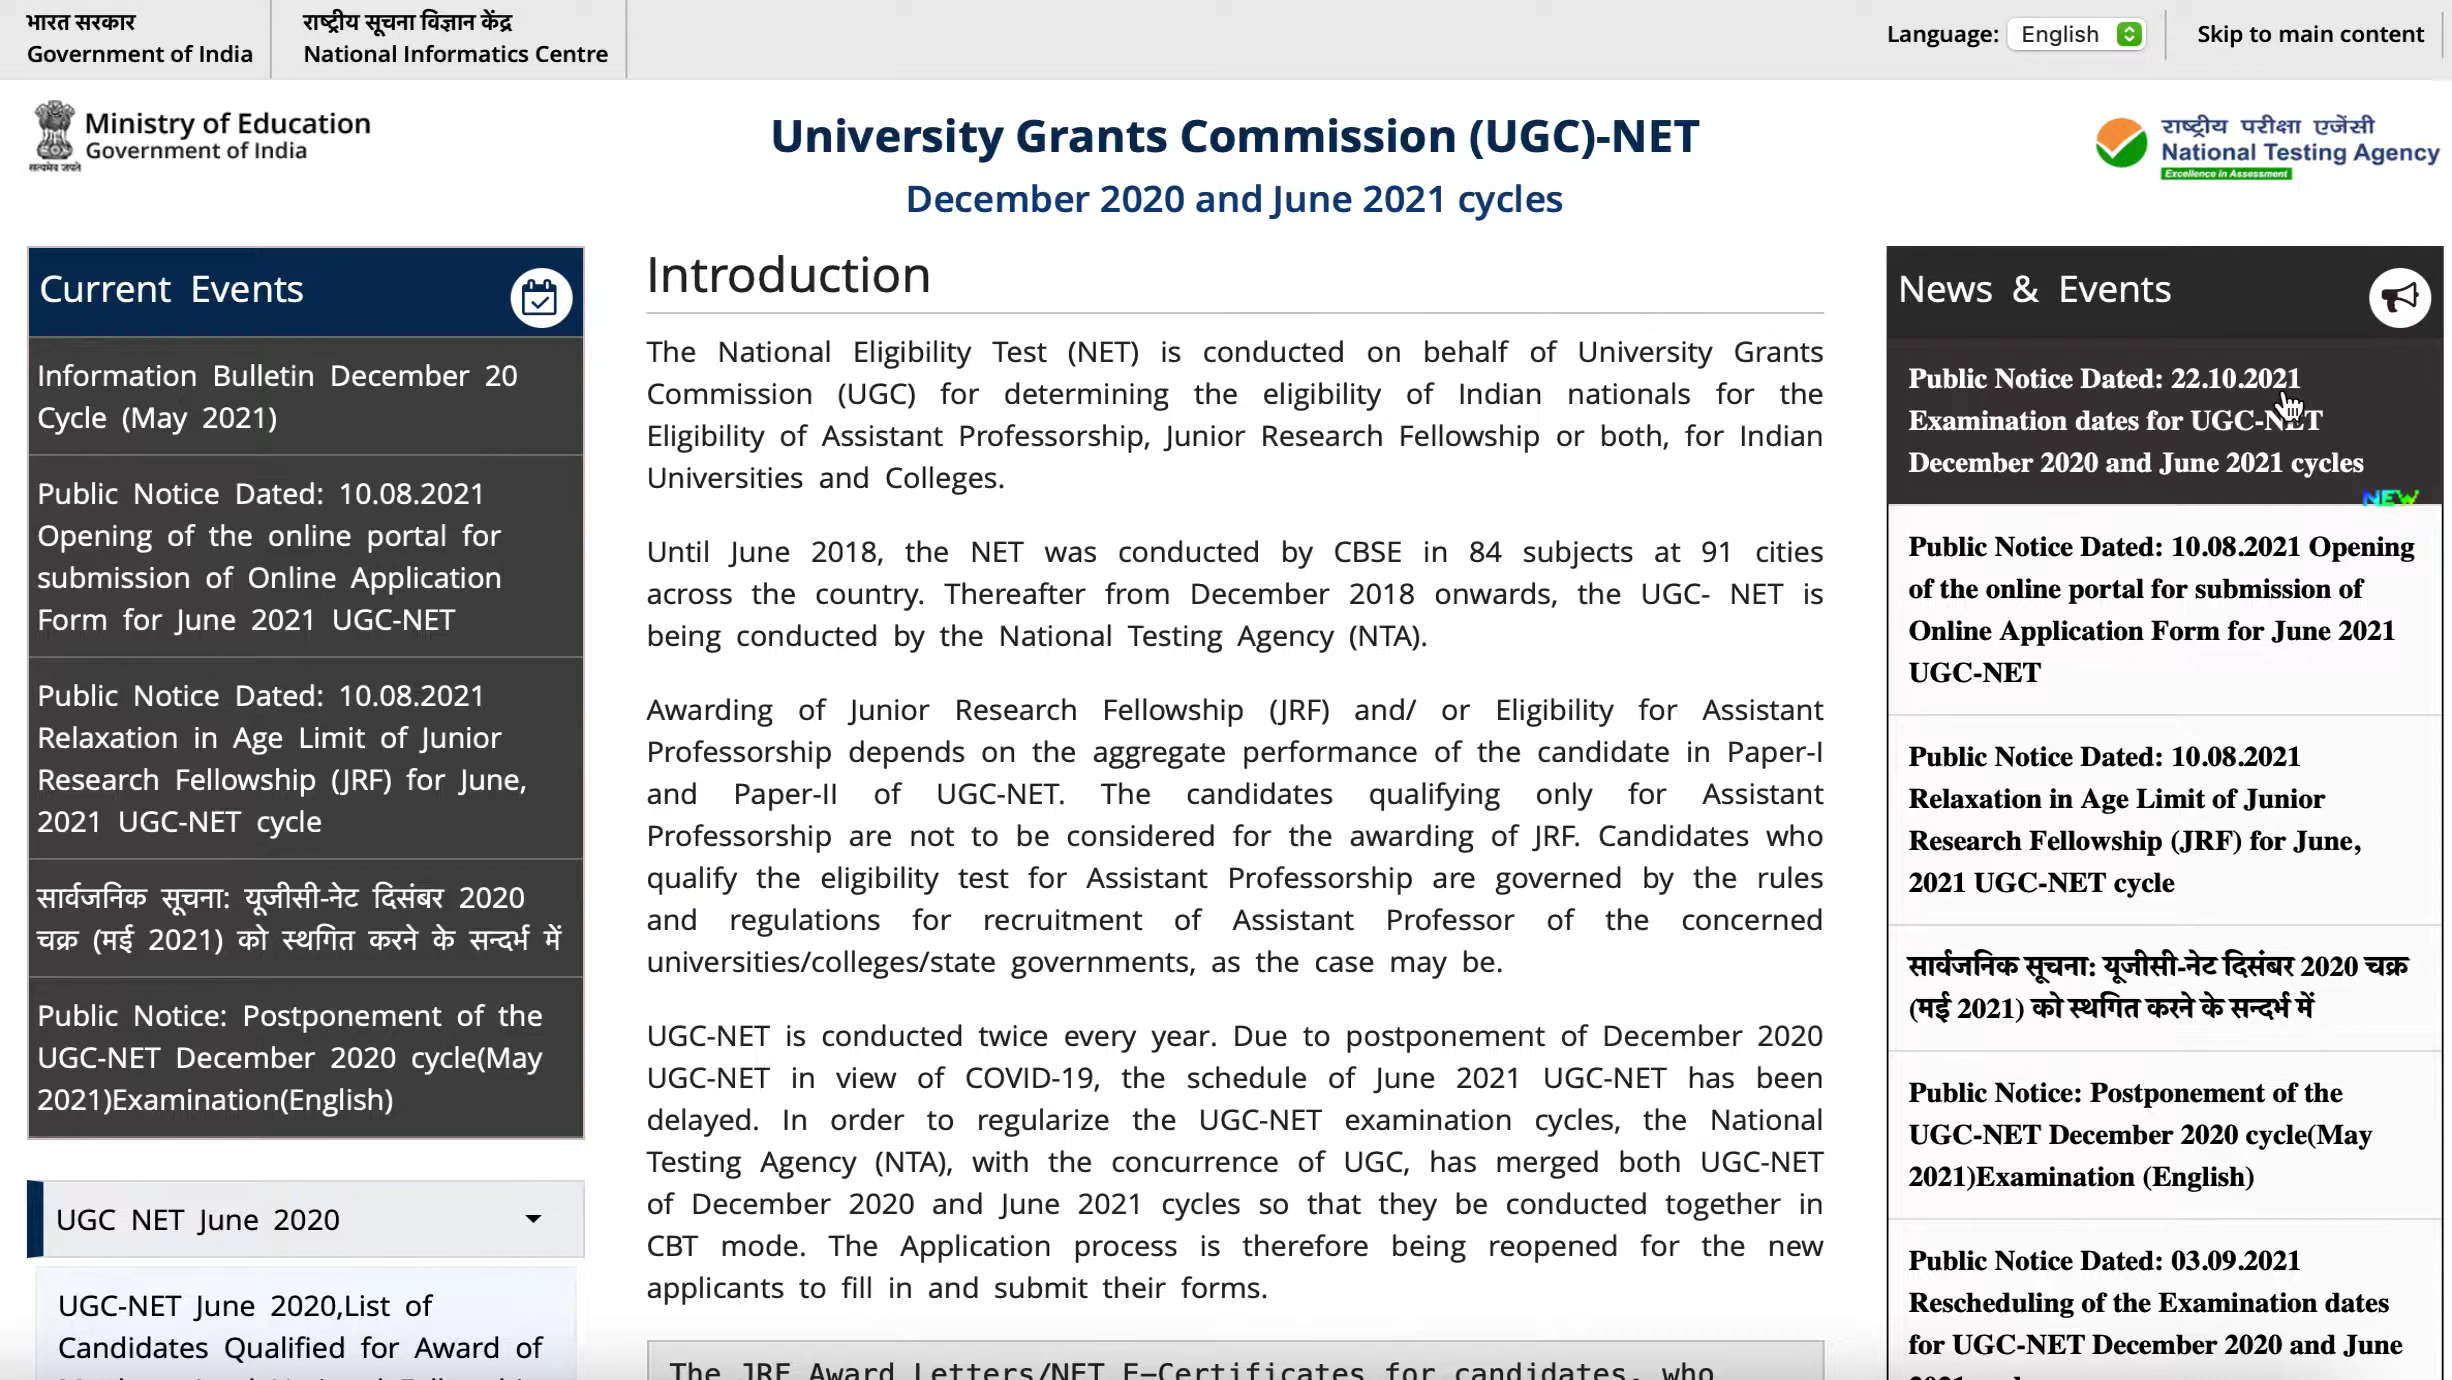 भारत सरकार
Government of India
राष्ट्रीय सूचना विज्ञान केंद्र
National Informatics Centre
Language: English
Skip to main content
सत्यमेव जयते
Ministry of Education
Government of India
University Grants Commission (UGC)-NET
December 2020 and June 2021 cycles
राष्ट्रीय परीक्षा एजेंसी
National Testing Agency
Excellence in Assessment
Current Events
Information Bulletin December 20
Cycle (May 2021)
Public Notice Dated: 10.08.2021
Opening of the online portal for
submission of Online Application
Form for June 2021 UGC-NET
Public Notice Dated: 10.08.2021
Relaxation in Age Limit of Junior
Research Fellowship (JRF) for June,
2021 UGC-NET cycle
सार्वजनिक सूचना: यूजीसी-नेट दिसंबर 2020
चक्र (मई 2021) को स्थगित करने के सन्दर्भ में
Public Notice: Postponement of the
UGC-NET December 2020 cycle(May
2021)Examination(English)
UGC NET June 2020
UGC-NET June 2020,List of
Candidates Qualified for Award of
Introduction
The National Eligibility Test (NET) is conducted on behalf of University Grants
Commission (UGC) for determining the eligibility of Indian nationals for the
Eligibility of Assistant Professorship, Junior Research Fellowship or both, for Indian
Universities and Colleges.
Until June 2018, the NET was conducted by CBSE in 84 subjects at 91 cities
across the country. Thereafter from December 2018 onwards, the UGC- NET is
being conducted by the National Testing Agency (NTA).
Awarding of Junior Research Fellowship (JRF) and/ or Eligibility for Assistant
Professorship depends on the aggregate performance of the candidate in Paper-I
and Paper-II of UGC-NET. The candidates qualifying only for Assistant
Professorship are not to be considered for the awarding of JRF. Candidates who
qualify the eligibility test for Assistant Professorship are governed by the rules
and regulations for recruitment of Assistant Professor of the concerned
universities/colleges/state governments, as the case may be.
UGC-NET is conducted twice every year. Due to postponement of December 2020
UGC-NET in view of COVID-19, the schedule of June 2021 UGC-NET has been
delayed. In order to regularize the UGC-NET examination cycles, the National
Testing Agency (NTA), with the concurrence of UGC, has merged both UGC-NET
of December 2020 and June 2021 cycles so that they be conducted together in
CBT mode. The Application process is therefore being reopened for the new
applicants to fill in and submit their forms.
The JRF Award Letters/NET E-Certificates for candidates, who
News & Events
Public Notice Dated: 22.10.2021
Examination dates for UGC-NET
December 2020 and June 2021 cycles
NEW
Public Notice Dated: 10.08.2021 Opening
of the online portal for submission of
Online Application Form for June 2021
UGC-NET
Public Notice Dated: 10.08.2021
Relaxation in Age Limit of Junior
Research Fellowship (JRF) for June,
2021 UGC-NET cycle
सार्वजनिक सूचना: यूजीसी-नेट दिसंबर 2020 चक्र
(मई 2021) को स्थगित करने के सन्दर्भ में
Public Notice: Postponement of the
UGC-NET December 2020 cycle(May
2021)Examination (English)
Public Notice Dated: 03.09.2021
Rescheduling of the Examination dates
for UGC-NET December 2020 and June